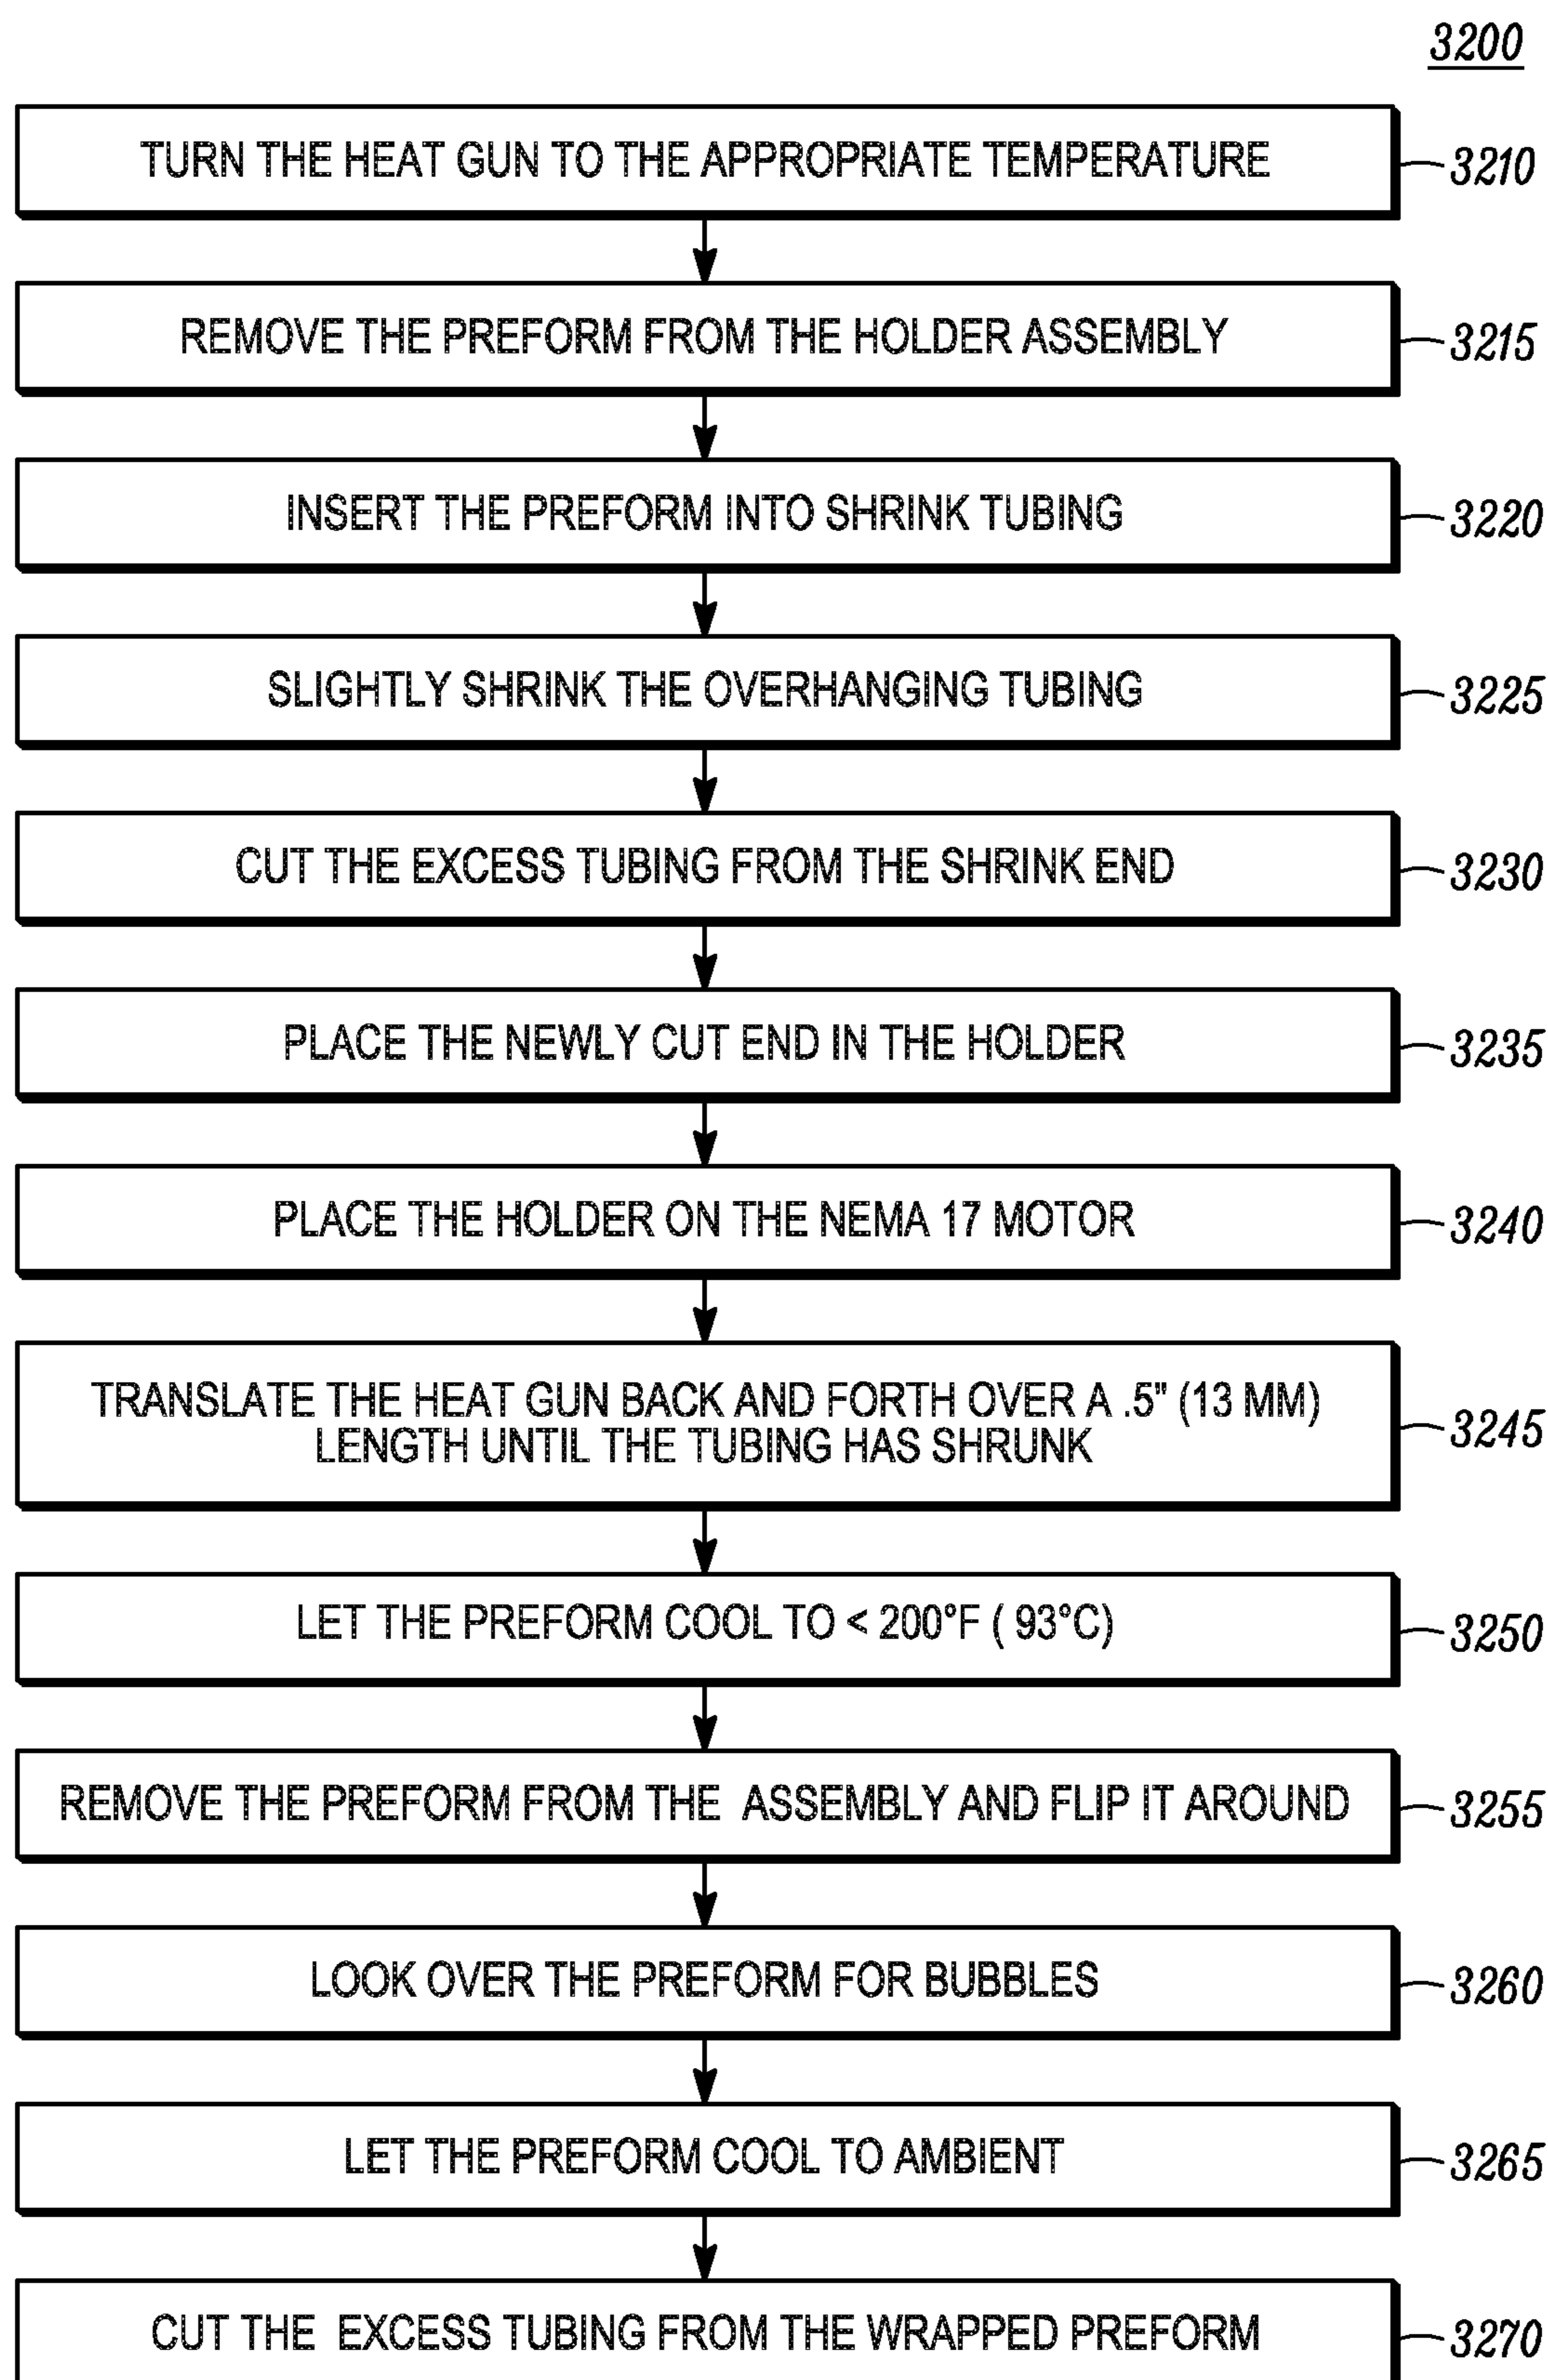 3200
TURN THE HEAT GUN TO THE APPROPRIATE TEMPERATURE
3210
REMOVE THE PREFORM FROM THE HOLDER ASSEMBLY
3215
INSERT THE PREFORM INTO SHRINK TUBING
3220
SLIGHTLY SHRINK THE OVERHANGING TUBING
3225
CUT THE EXCESS TUBING FROM THE SHRINK END
3230
PLACE THE NEWLY CUT END IN THE HOLDER
3235
PLACE THE HOLDER ON THE NEMA 17 MOTOR
3240
TRANSLATE THE HEAT GUN BACK AND FORTH OVER A .5" (13 MM)
LENGTH UNTIL THE TUBING HAS SHRUNK
3245
LET THE PREFORM COOL TO < 200°F ( 93°C)
3250
REMOVE THE PREFORM FROM THE ASSEMBLY AND FLIP IT AROUND
3255
LOOK OVER THE PREFORM FOR BUBBLES
3260
LET THE PREFORM COOL TO AMBIENT
3265
CUT THE EXCESS TUBING FROM THE WRAPPED PREFORM
3270